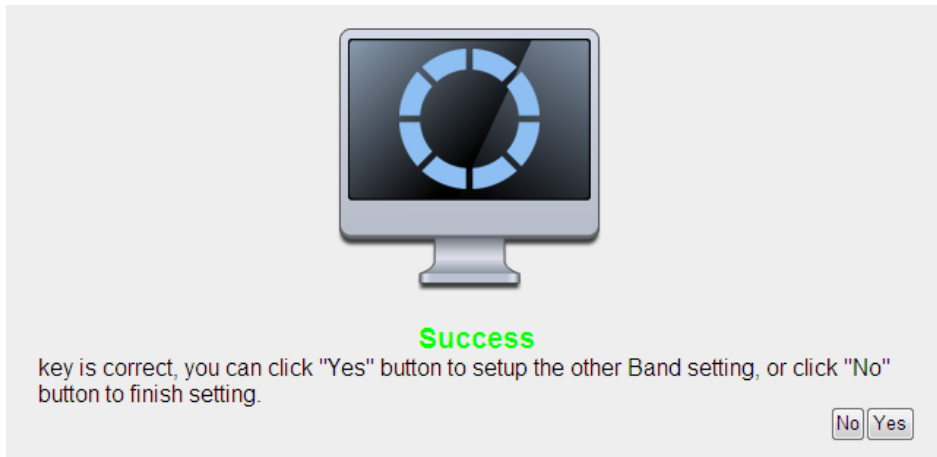 Success
key is correct, you can click "Yes" button to setup the other Band setting, or click "No"
button to finish setting.
No Yes